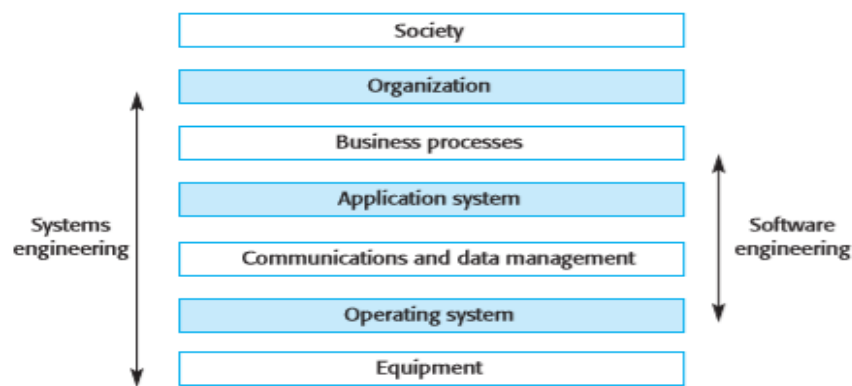 Society
Organization
Business processes
Application system
Systems
engineering
Software
engineering
Communications and data management
Operating system
Equipment